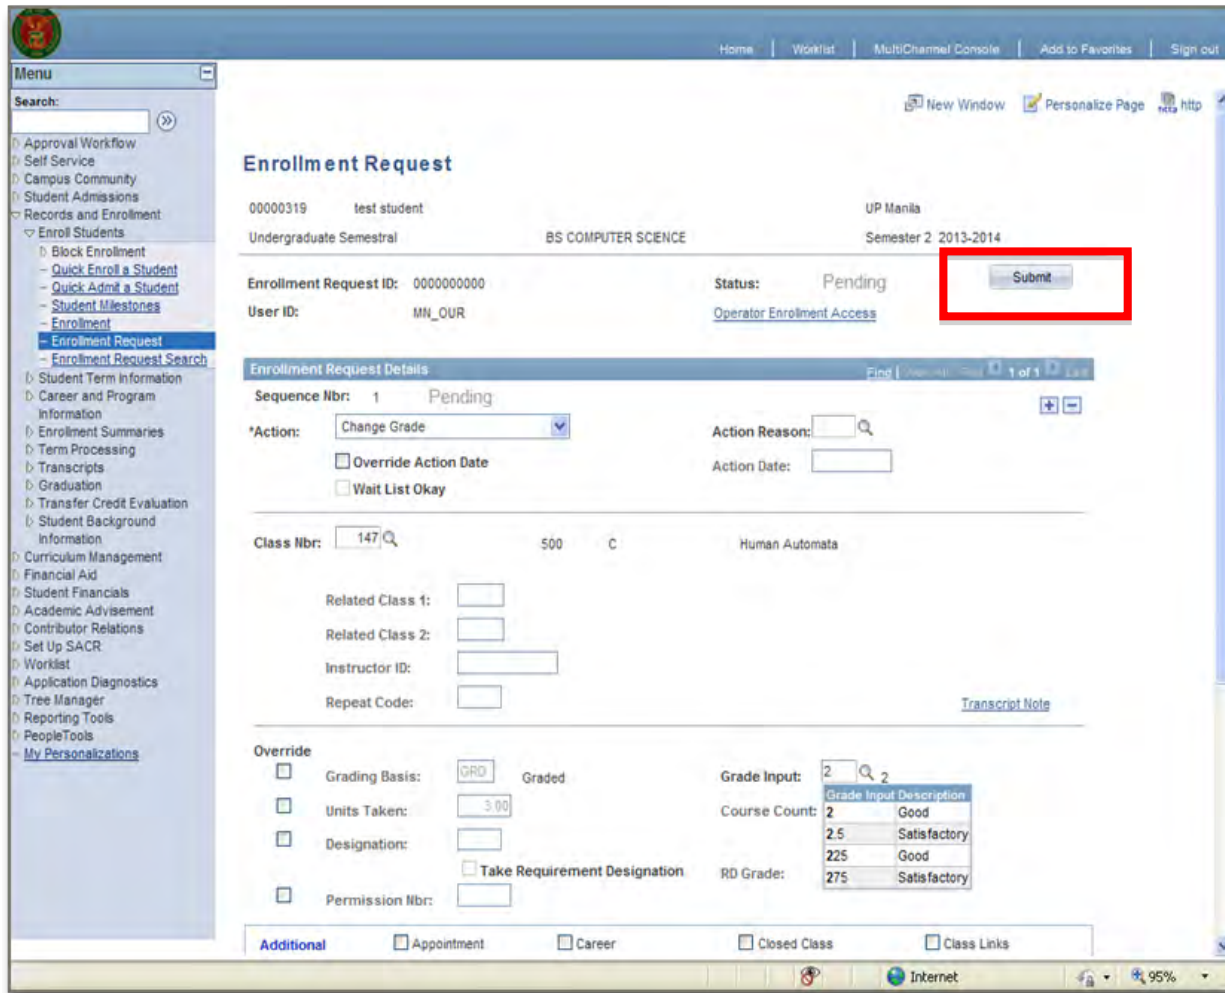 Home | Worklist | MultiChannel Console | Add to Favorites | Sign out
Menu
Search:
Approval Workflow
Self Service
Campus Community
Student Admissions
Records and Enrollment
Enroll Students
Block Enrollment
Quick Enroll a Student
Quick Admit a Student
Student Milestones
Enrollment
Enrollment Request
Enrollment Request Search
Student Term Information
Career and Program
Information
Enrollment Summaries
Term Processing
Transcripts
Graduation
Transfer Credit Evaluation
Student Background
Information
Curriculum Management
Financial Aid
Student Financials
Academic Advisement
Contributor Relations
Set Up SACR
Worklist
Application Diagnostics
Tree Manager
Reporting Tools
PeopleTools
My Personalizations
New Window Personalize Page http
Enrollment Request
00000319 test student UP Manila
Undergraduate Semestral BS COMPUTER SCIENCE Semester 2 2013-2014
Enrollment Request ID: 0000000000 Status: Pending Submit
User ID: MN_OUR Operator Enrollment Access
Enrollment Request Details Find | 1 of 1 Last
Sequence Nbr: 1 Pending
*Action: Change Grade Action Reason:
Override Action Date Action Date:
Wait List Okay
Class Nbr: 147 500 C Human Automata
Related Class 1:
Related Class 2:
Instructor ID:
Repeat Code: Transcript Note
Override
Grading Basis: GRD Graded Grade Input: 2 2
Units Taken: 3.00 Course Count:
Designation:
Take Requirement Designation RD Grade:
Permission Nbr:
Grade Input Description
2 Good
2.5 Satisfactory
225 Good
275 Satisfactory
Additional Appointment Career Closed Class Class Links
Internet 95%